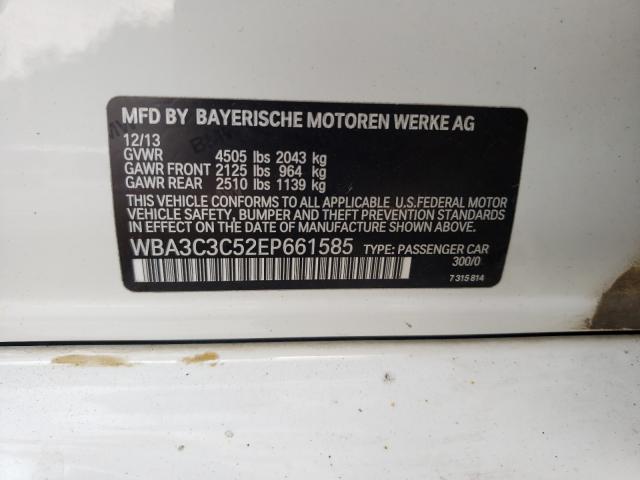 MFD BY BAYERISCHE MOTOREN WERKE AG
12/13
GVWR 4505 lbs 2043 kg
GAWR FRONT 2125 lbs 964 kg
GAWR REAR 2510 lbs 1139 kg
THIS VEHICLE CONFORMS TO ALL APPLICABLE U.S.FEDERAL MOTOR
VEHICLE SAFETY, BUMPER AND THEFT PREVENTION STANDARDS
IN EFFECT ON THE DATE OF MANUFACTURE SHOWN ABOVE.
WBA3C3C52EP661585 TYPE: PASSENGER CAR
300/0
7 315 814